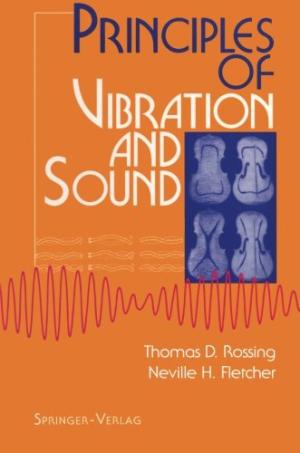 PRINCIPLES
OF
VIBRATION
AND
SOUND
Thomas D. Rossing
Neville H. Fletcher
SPRINGER-VERLAG